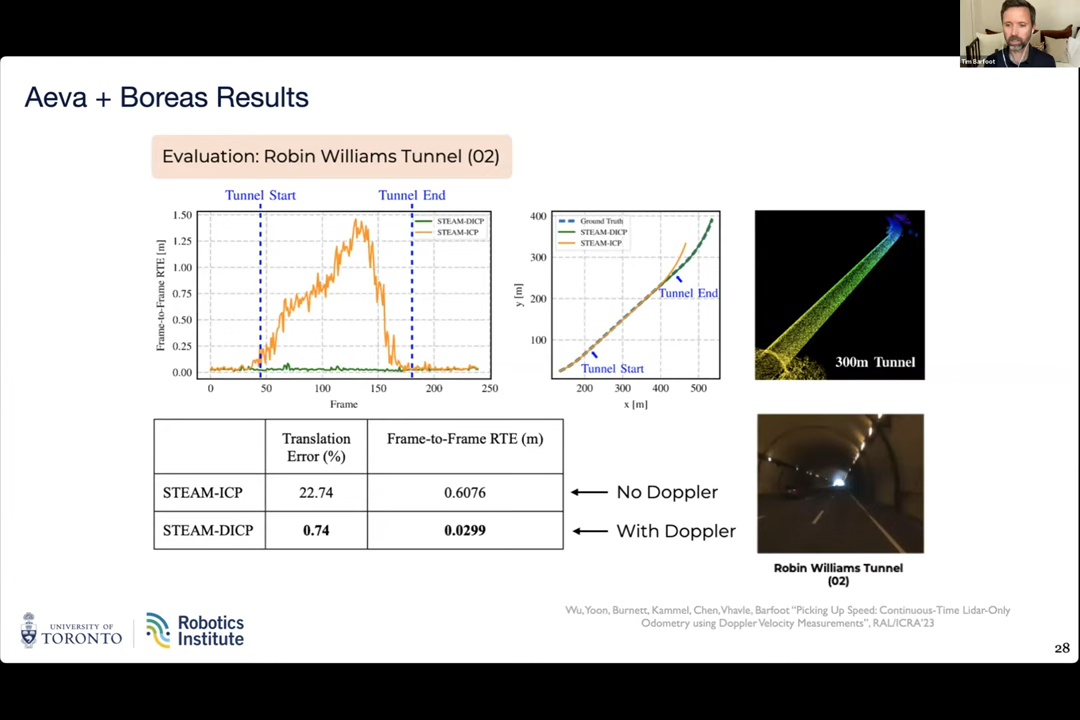 Tim Barfoot
Aeva + Boreas Results
Evaluation: Robin Williams Tunnel (02)
Tunnel Start
Tunnel End
Frame-to-Frame RTE [m]
1.50
1.25
1.00
0.75
0.50
0.25
0.00
STEAM-DICP
STEAM-ICP
0
50
100
150
200
250
Frame
y [m]
400
300
200
100
Ground Truth
STEAM-DICP
STEAM-ICP
Tunnel End
Tunnel Start
200
300
400
500
x [m]
300m Tunnel
Translation
Error (%)
Frame-to-Frame RTE (m)
STEAM-ICP 22.74 0.6076
No Doppler
STEAM-DICP 0.74 0.0299
With Doppler
Robin Williams Tunnel
(02)
Wu, Yoon, Burnett, Kammel, Chen, Vhavle, Barfoot "Picking Up Speed: Continuous-Time Lidar-Only
Odometry using Doppler Velocity Measurements", RAL/ICRA'23
UNIVERSITY OF
TORONTO
Robotics
Institute
28